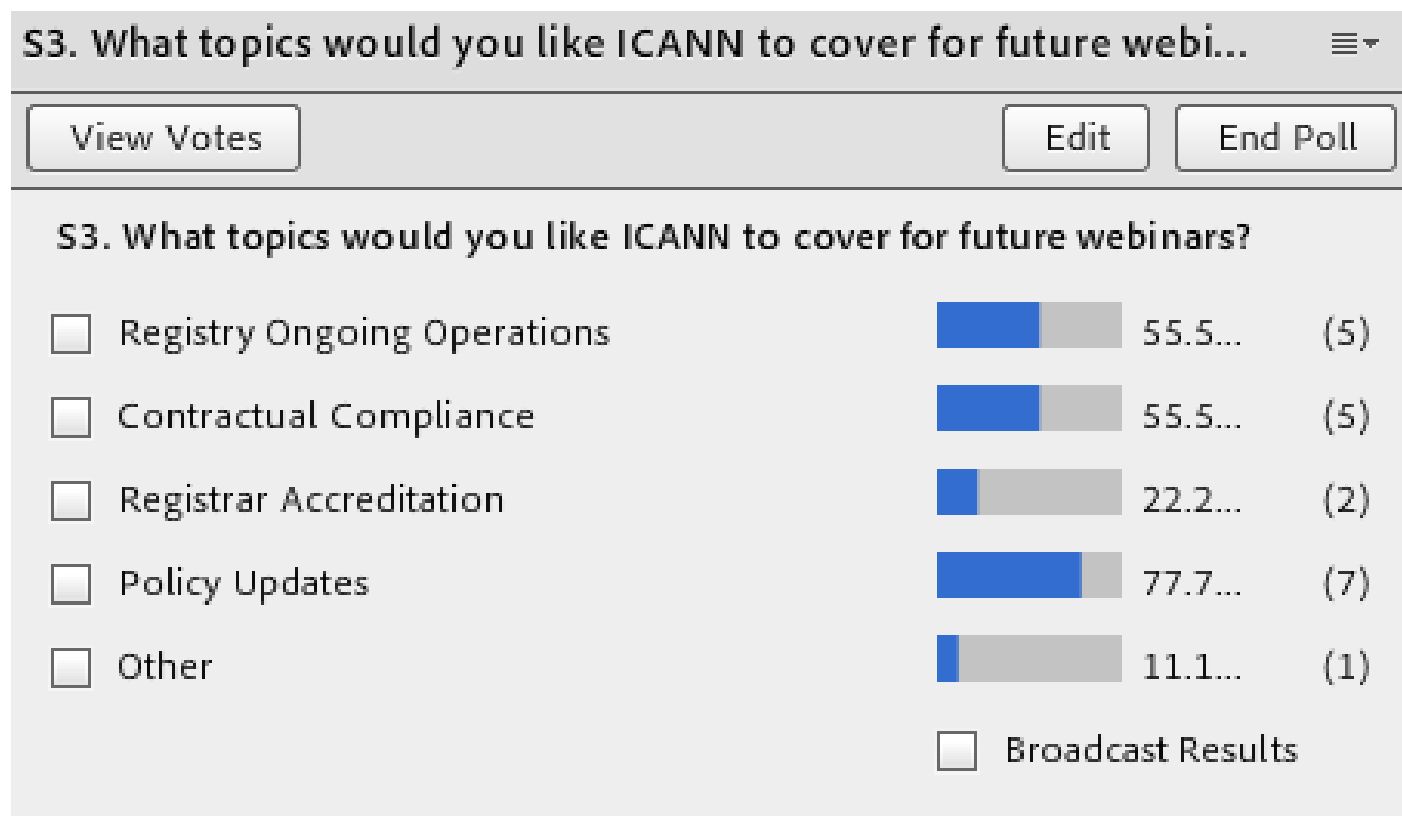 S3. What topics would you like ICANN to cover for future webi...
View Votes Edit End Poll
S3. What topics would you like ICANN to cover for future webinars?
Registry Ongoing Operations 55.5... (5)
Contractual Compliance 55.5... (5)
Registrar Accreditation 22.2... (2)
Policy Updates 77.7... (7)
Other 11.1... (1)
Broadcast Results